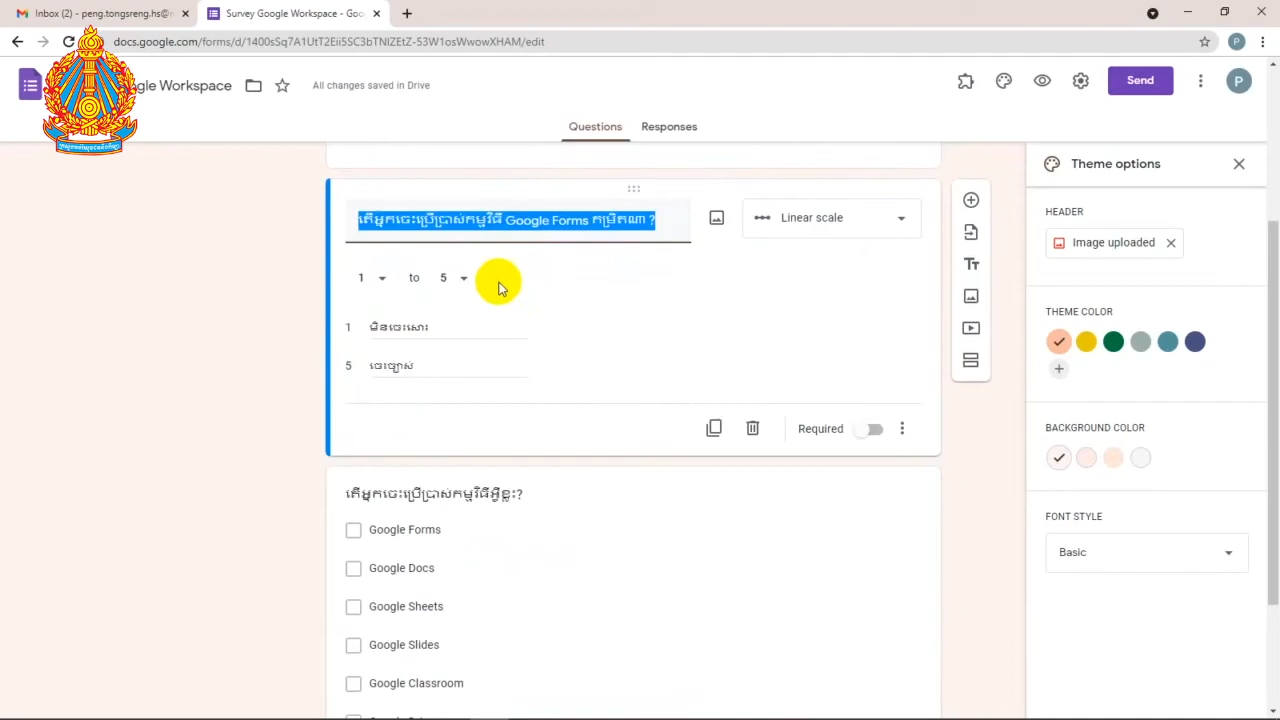 Inbox (2) - peng.tongsreng.hs@
Survey Google Workspace - Goo
docs.google.com/forms/d/1400sSq7A1UtT2Eii5SC3bTNIZEtZ-53W1osWwowXHAM/edit
P
gle Workspace
All changes saved in Drive
Send
P
Questions
Responses
Theme options
តើអ្នកចេះប្រើប្រាស់កម្មវិធី Google Forms កម្រិតណា ?
Linear scale
1 to 5
1 មិនចេះសោះ
5 ចេះច្បាស់
Required
HEADER
Image uploaded
THEME COLOR
BACKGROUND COLOR
FONT STYLE
Basic
តើអ្នកចេះប្រើប្រាស់កម្មវិធីអ្វីខ្លះ?
Google Forms
Google Docs
Google Sheets
Google Slides
Google Classroom